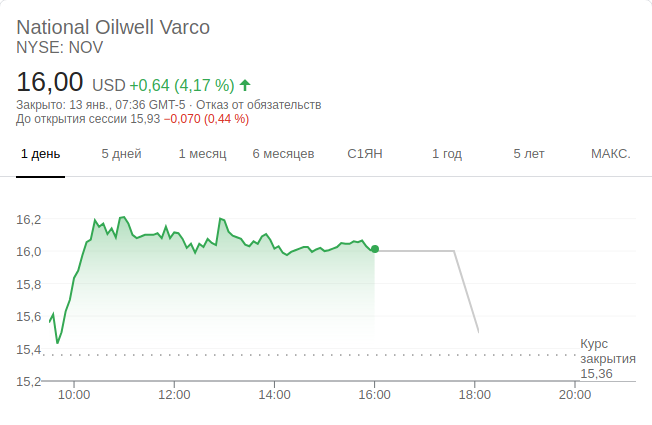 National Oilwell Varco
NYSE: NOV
16,00 USD +0,64 (4,17 %)
Закрыто: 13 янв., 07:36 GMT-5 · Отказ от обязательств
До открытия сессии 15,93 −0,070 (0,44 %)
1 день 5 дней 1 месяц 6 месяцев С1ЯН 1 год 5 лет МАКС.
16,2
16,0
15,8
15,6
15,4
15,2
Курс
закрытия
15,36
10:00 12:00 14:00 16:00 18:00 20:00